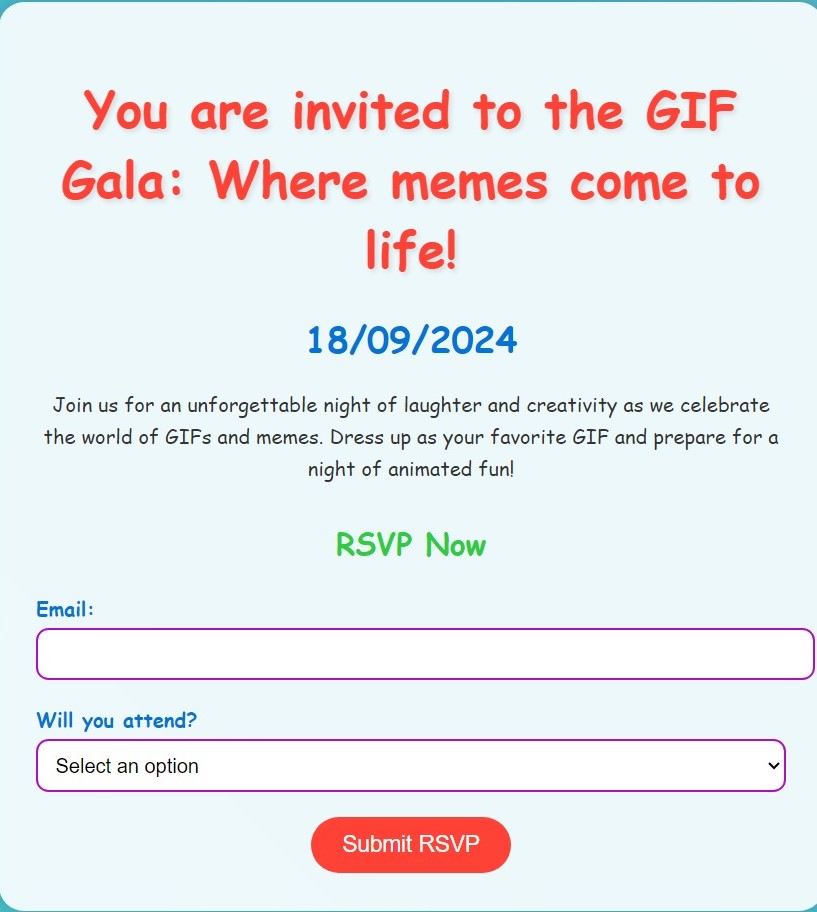 You are invited to the GIF
Gala: Where memes come to
life!
18/09/2024
Join us for an unforgettable night of laughter and creativity as we celebrate
the world of GIFs and memes. Dress up as your favorite GIF and prepare for a
night of animated fun!
RSVP Now
Email:
Will you attend?
Select an option
Submit RSVP